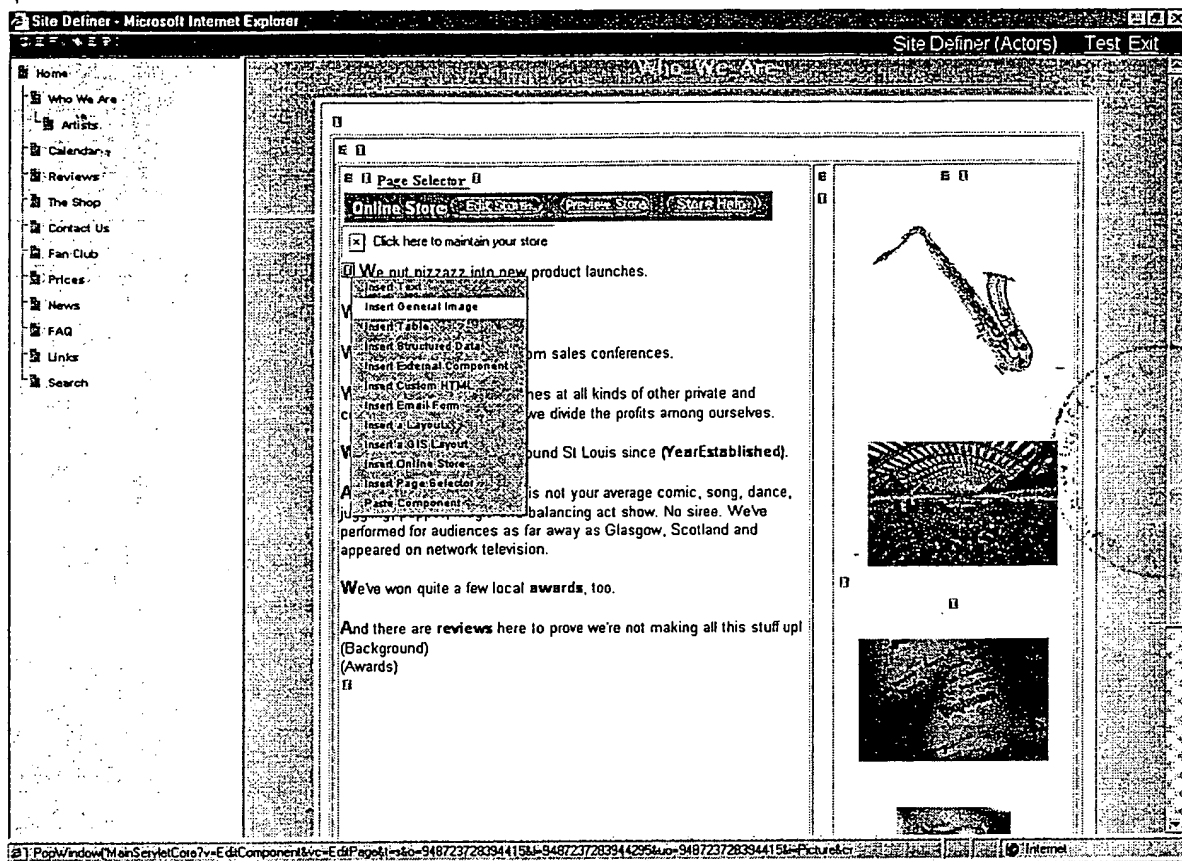 Site Definer - Microsoft Internet Explorer
Site Definer (Actors) Test Exit
Home
Who We Are
Artists
Calendar
Reviews
The Shop
Contact Us
Fan Club
Prices
News
FAQ
Links
Search
Who We Are
Page Selector
Online Store Edit Store Preview Store Store Help
Click here to maintain your store
We put pizzazz into new product launches.
Insert Text
Insert General Image
Insert Table
Insert Structured Data
Insert External Component
Insert Custom HTML
Insert Email Form
Insert a Layout
Insert a GIS Layout
Insert Online Store
Insert Page Selector
Paste Component
om sales conferences.
hes at all kinds of other private and
we divide the profits among ourselves.
und St Louis since (YearEstablished).
is not your average comic, song, dance,
balancing act show. No siree. We've
performed for audiences as far away as Glasgow, Scotland and
appeared on network television.
We've won quite a few local awards, too.
And there are reviews here to prove we're not making all this stuff up!
(Background)
(Awards)
Internet